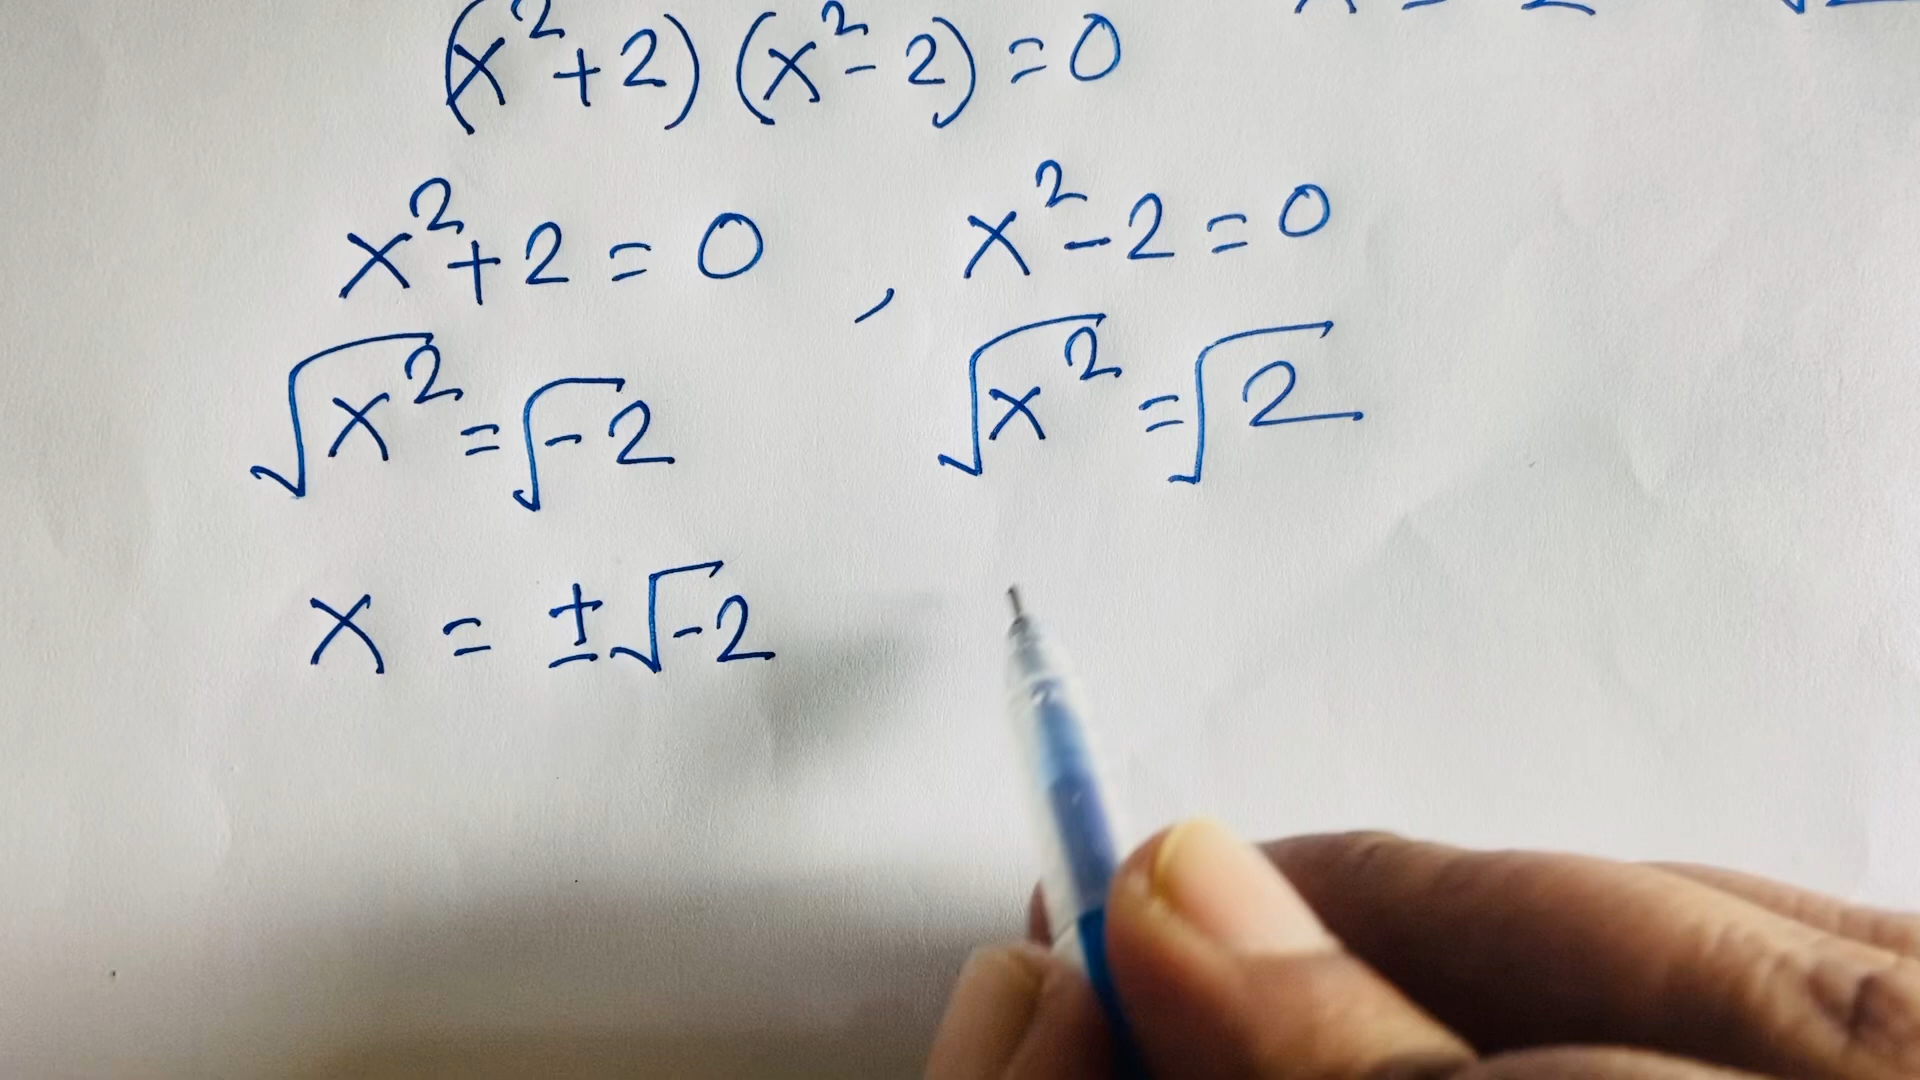 (x²+2)(x²-2)=0
x²+2=0 , x²-2=0
√x²=√-2 √x²=√2
x = ±√-2